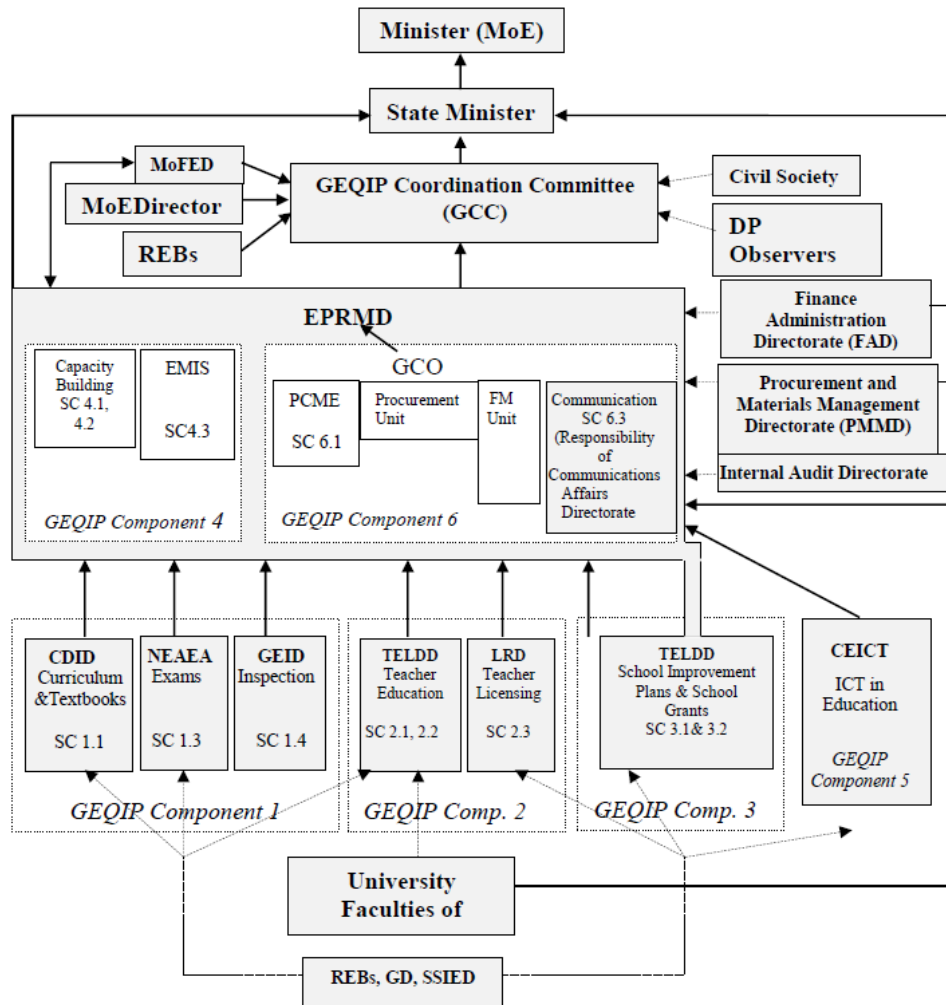 Minister (MoE)
State Minister
MoFED
MoEDirector
REBs
GEQIP Coordination Committee
(GCC)
Civil Society
DP
Observers
EPRMD
GCO
Capacity
Building
SC 4.1,
4.2
EMIS
SC4.3
GEQIP Component 4
PCME
SC 6.1
Procurement
Unit
FM
Unit
Communication
SC 6.3
(Responsibility
of
Communications
Affairs
Directorate
GEQIP Component 6
Finance
Administration
Directorate (FAD)
Procurement and
Materials Management
Directorate (PMMD)
Internal Audit Directorate
CDID
Curriculum
&Textbooks
SC 1.1
NEAEA
Exams
SC 1.3
GEID
Inspection
SC 1.4
GEQIP Component 1
TELDD
Teacher
Education
SC 2.1, 2.2
LRD
Teacher
Licensing
SC 2.3
GEQIP Comp. 2
TELDD
School Improvement
Plans & School
Grants
SC 3.1& 3.2
GEQIP Comp. 3
CEICT
ICT in
Education
GEQIP
Component 5
University
Faculties of
REBs, GD, SSIED